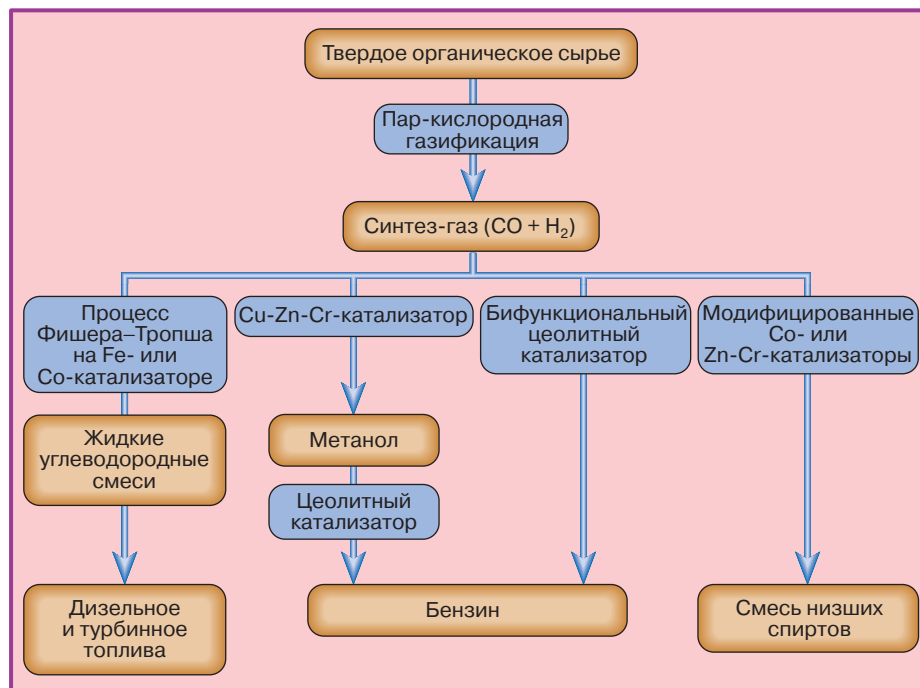 Твердое органическое сырье
Пар-кислородная
газификация
Синтез-газ (CO + H₂)
Процесс
Фишера–Тропша
на Fe- или
Co-катализаторе
Cu-Zn-Cr-катализатор
Бифункциональный
цеолитный
катализатор
Модифицированные
Co- или
Zn-Cr-катализаторы
Жидкие
углеводородные
смеси
Метанол
Цеолитный
катализатор
Дизельное
и турбинное
топлива
Бензин
Смесь низших
спиртов